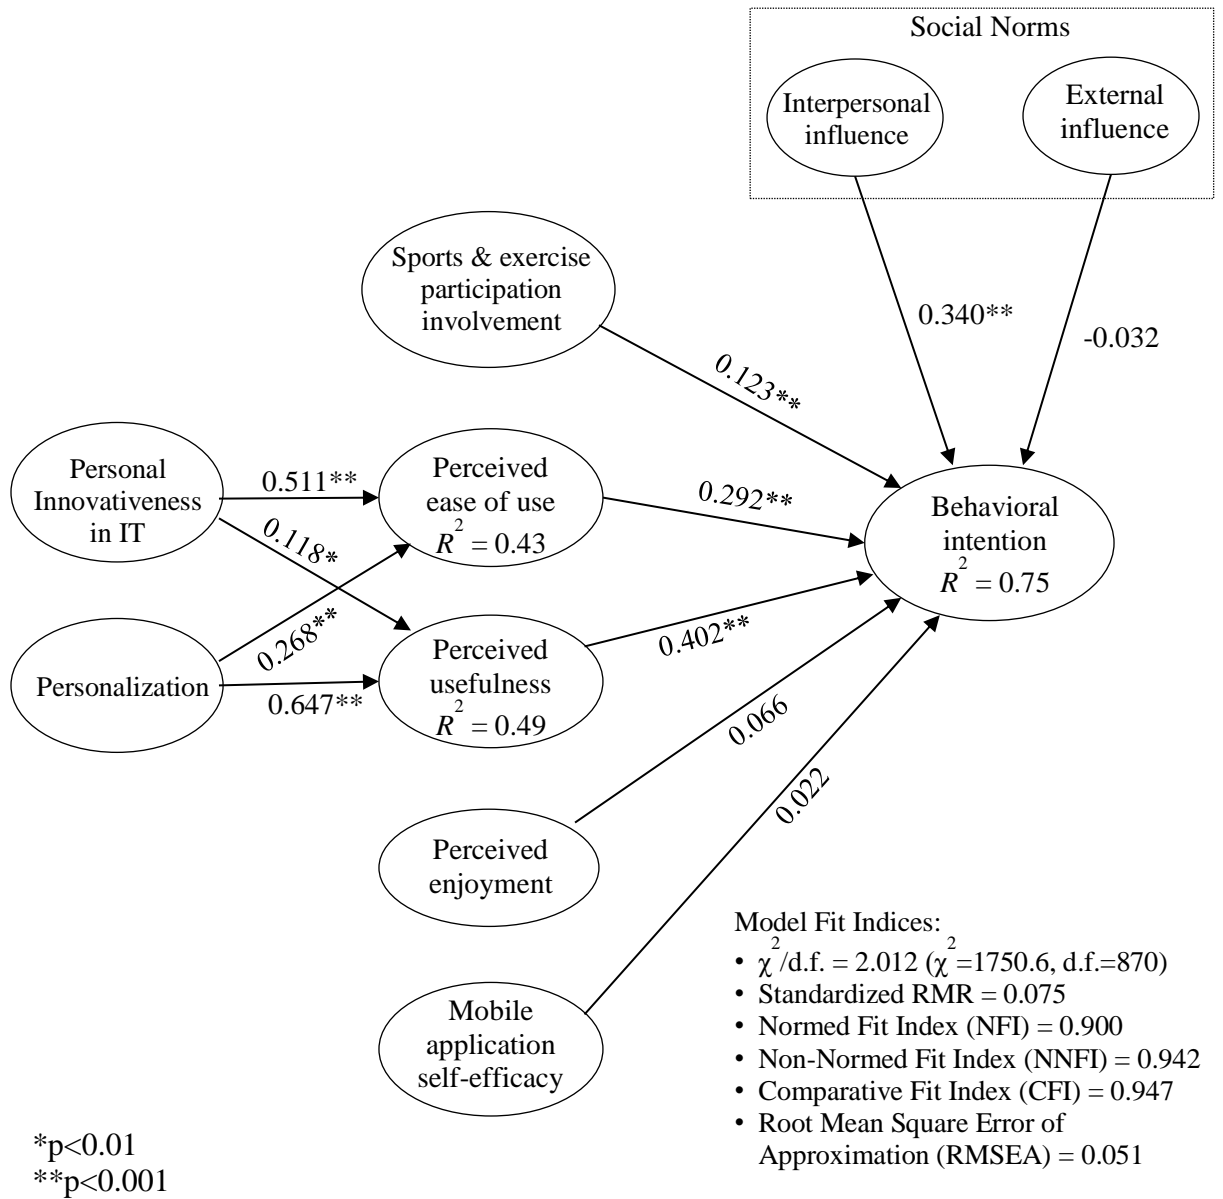 Social Norms
Interpersonal
influence
External
influence
Sports & exercise
participation
involvement
0.340**
-0.032
0.123**
Personal
Innovativeness
in IT
0.511**
0.118*
Perceived
ease of use
R² = 0.43
0.292**
Behavioral
intention
R² = 0.75
Personalization
0.268**
0.647**
Perceived
usefulness
R² = 0.49
0.402**
0.066
0.022
Perceived
enjoyment
Mobile
application
self-efficacy
Model Fit Indices:
• χ²/d.f. = 2.012 (χ²=1750.6, d.f.=870)
• Standardized RMR = 0.075
• Normed Fit Index (NFI) = 0.900
• Non-Normed Fit Index (NNFI) = 0.942
• Comparative Fit Index (CFI) = 0.947
• Root Mean Square Error of
Approximation (RMSEA) = 0.051
*p<0.01
**p<0.001